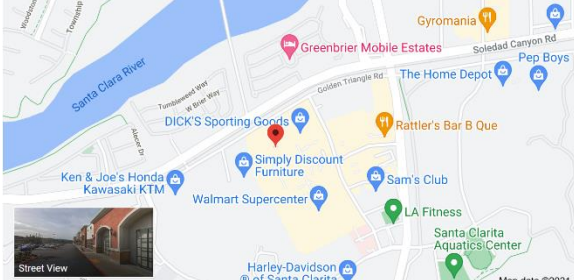 Woodstock
Township
Gyromania
Greenbrier Mobile Estates
Soledad Canyon Rd
Pep Boys
The Home Depot
Santa Clara River
Tumbleweed Way
W Brier Way
Golden Triangle Rd
DICK'S Sporting Goods
Rattler's Bar B Que
Alecer Dr
Simply Discount
Furniture
Ken & Joe's Honda
Kawasaki KTM
Sam's Club
Walmart Supercenter
LA Fitness
Santa Clarita
Aquatics Center
Street View
Harley-Davidson
® of Santa Clarita
Map data ©2021